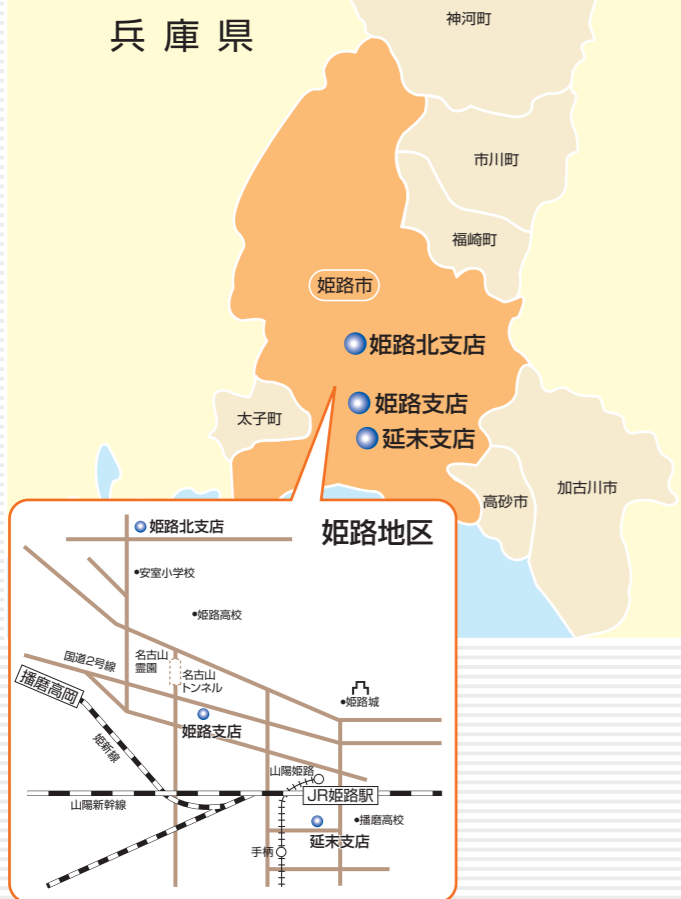 兵庫県
神河町
市川町
福崎町
姫路市
姫路北支店
姫路支店
延末支店
太子町
高砂市
加古川市
姫路地区
姫路北支店
安室小学校
姫路高校
国道2号線
名古山
霊園
名古山
トンネル
播磨高岡
姫新線
姫路城
姫路支店
山陽姫路
山陽新幹線
JR姫路駅
播磨高校
延末支店
手柄